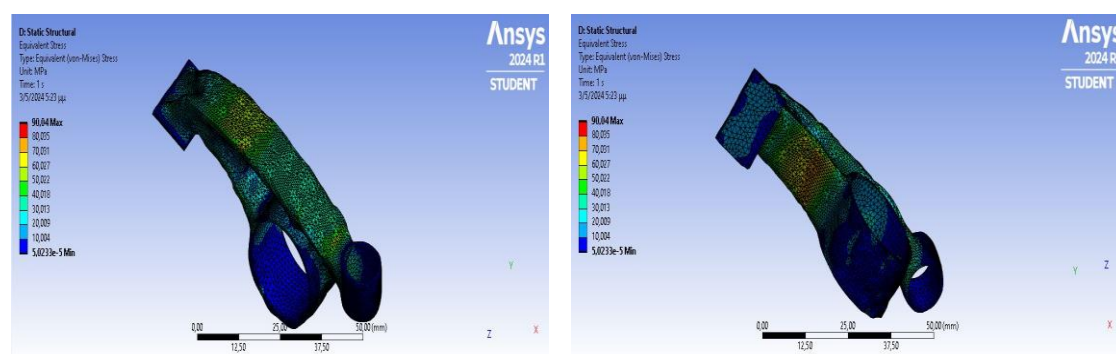 D: Static Structural
Equivalent Stress
Type: Equivalent (von-Mises) Stress
Unit: MPa
Time: 1 s
3/5/2024 5:23 μμ
90,04 Max
80,035
70,031
60,027
50,022
40,018
30,013
20,009
10,004
5,0233e-5 Min
Ansys
2024 R1
STUDENT
0,00 25,00 50,00 (mm)
12,50 37,50
Y
Z X
D: Static Structural
Equivalent Stress
Type: Equivalent (von-Mises) Stress
Unit: MPa
Time: 1 s
3/5/2024 5:23 μμ
90,04 Max
80,035
70,031
60,027
50,022
40,018
30,013
20,009
10,004
5,0233e-5 Min
Ansys
2024 R
STUDENT
0,00 25,00 50,00 (mm)
12,50 37,50
Y Z
X